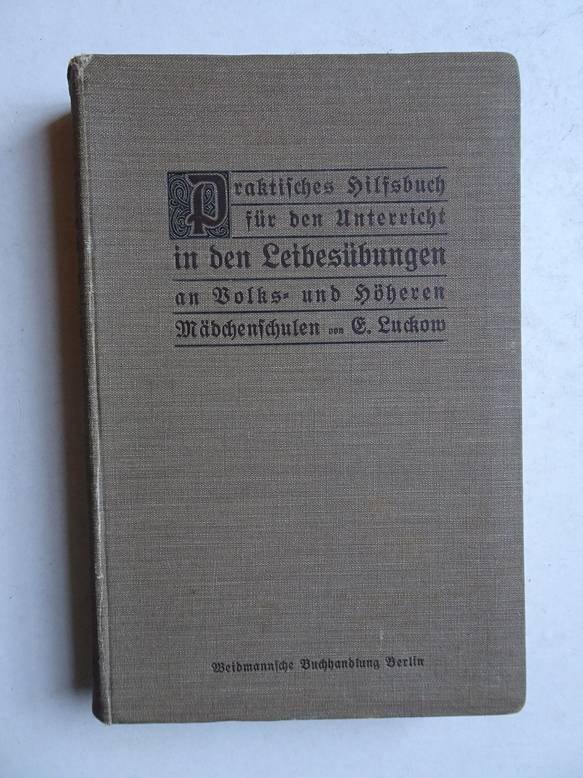 Praktisches Hilfsbuch
für den Unterricht
in den Leibesübungen
an Volks- und Höheren
Mädchenschulen von E. Luckow
Weidmannsche Buchhandlung Berlin